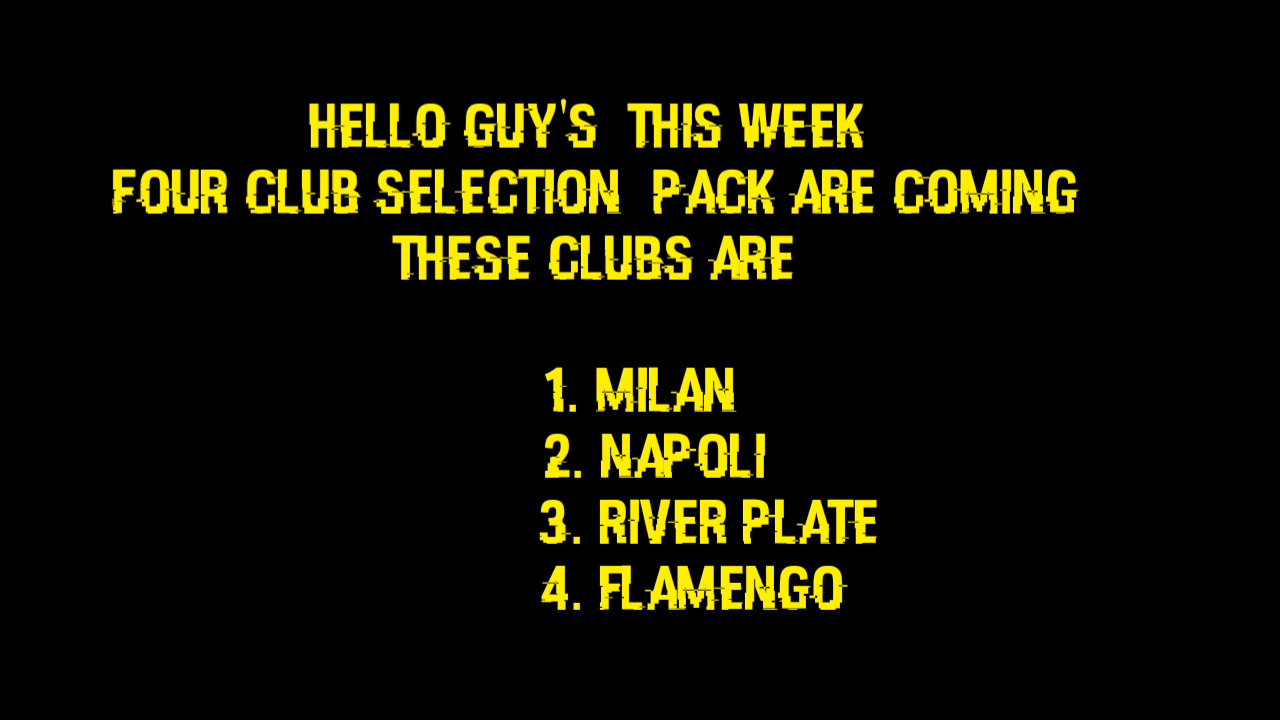 HELLO GUY'S THIS WEEK
FOUR CLUB SELECTION PACK ARE COMING
THESE CLUBS ARE
1. MILAN
2. NAPOLI
3. RIVER PLATE
4. FLAMENGO